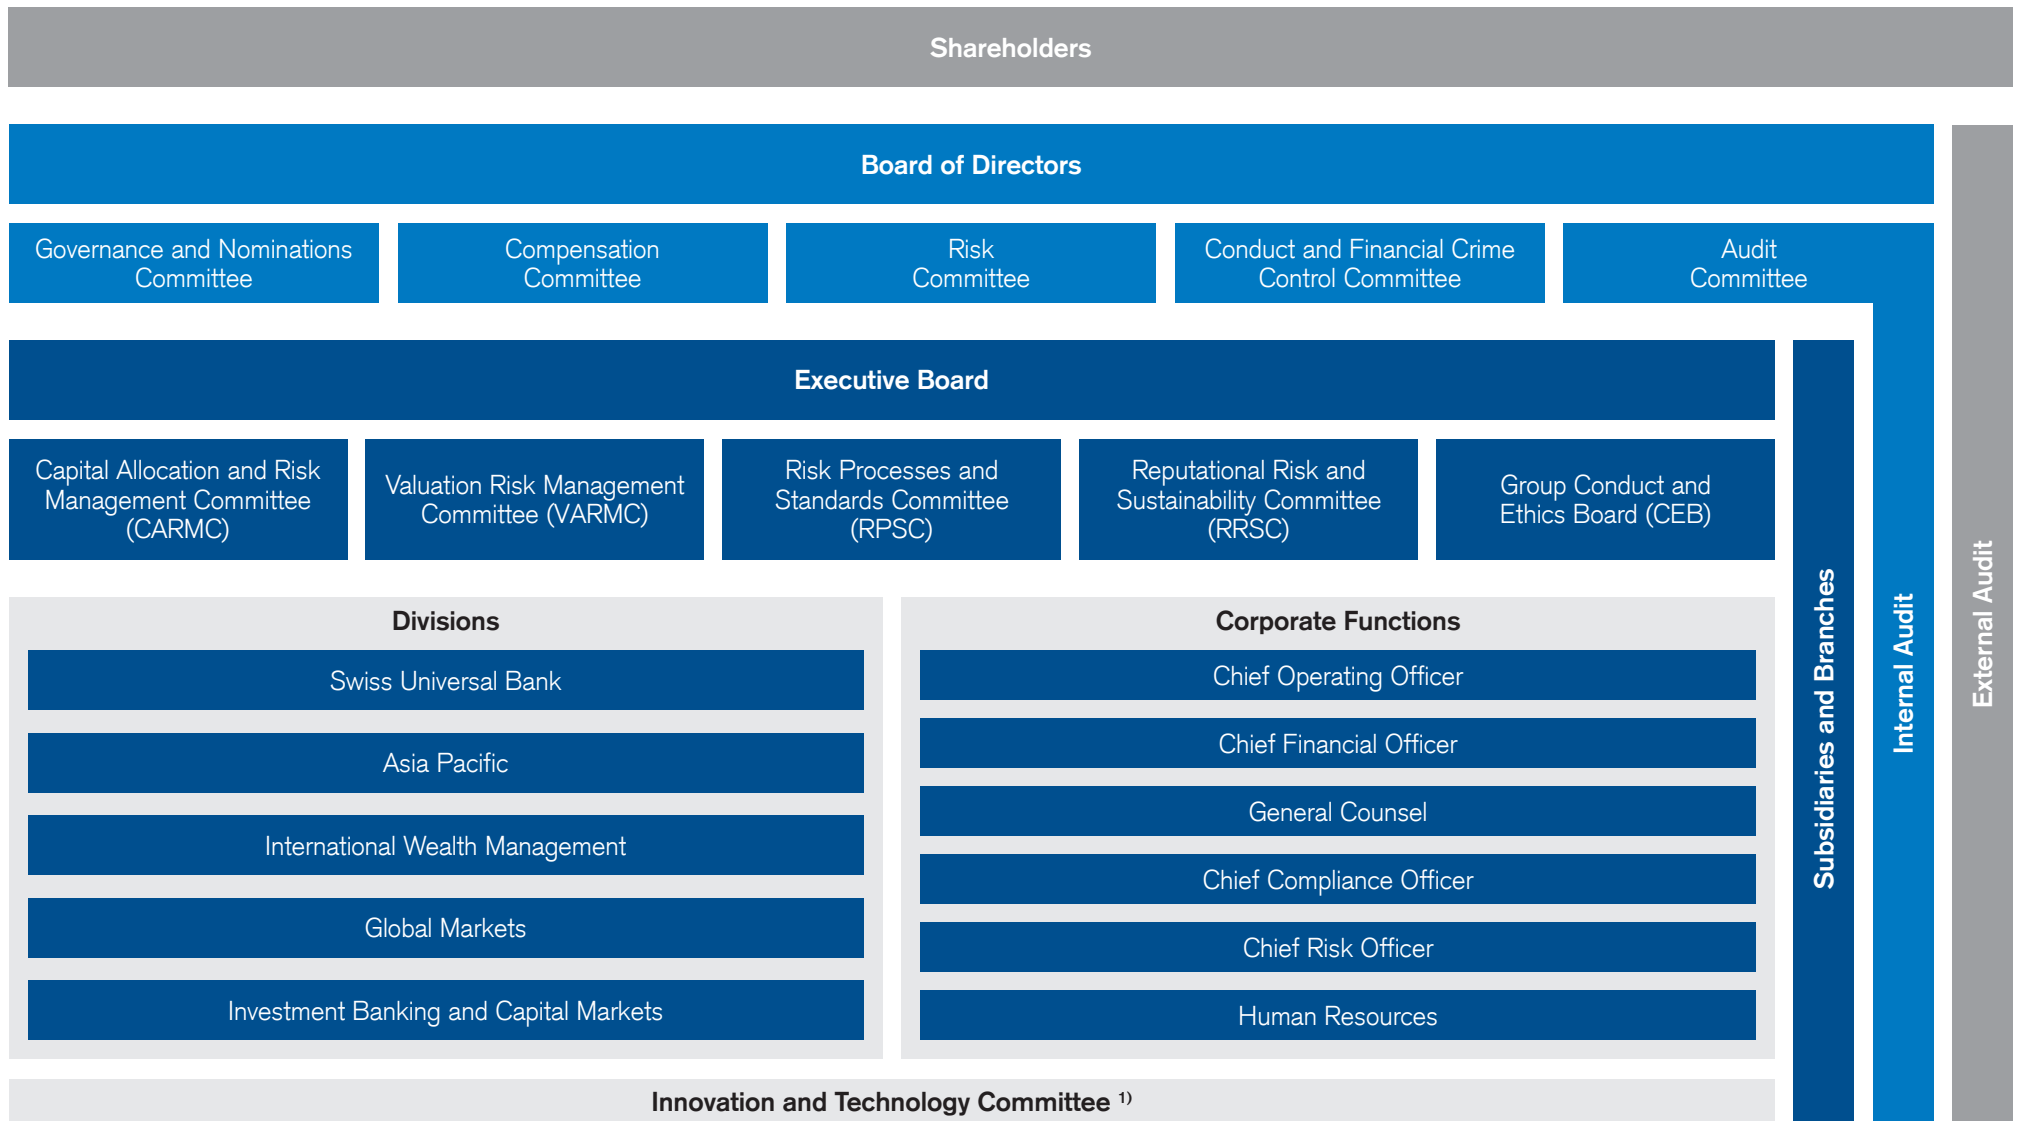 Shareholders
Board of Directors
Governance and Nominations
Committee
Compensation
Committee
Risk
Committee
Conduct and Financial Crime
Control Committee
Audit
Committee
Executive Board
Capital Allocation and Risk
Management Committee
(CARMC)
Valuation Risk Management
Committee (VARMC)
Risk Processes and
Standards Committee
(RPSC)
Reputational Risk and
Sustainability Committee
(RRSC)
Group Conduct and
Ethics Board (CEB)
Divisions
Swiss Universal Bank
Asia Pacific
International Wealth Management
Global Markets
Investment Banking and Capital Markets
Corporate Functions
Chief Operating Officer
Chief Financial Officer
General Counsel
Chief Compliance Officer
Chief Risk Officer
Human Resources
Innovation and Technology Committee 1)
Subsidiaries and Branches
Internal Audit
External Audit